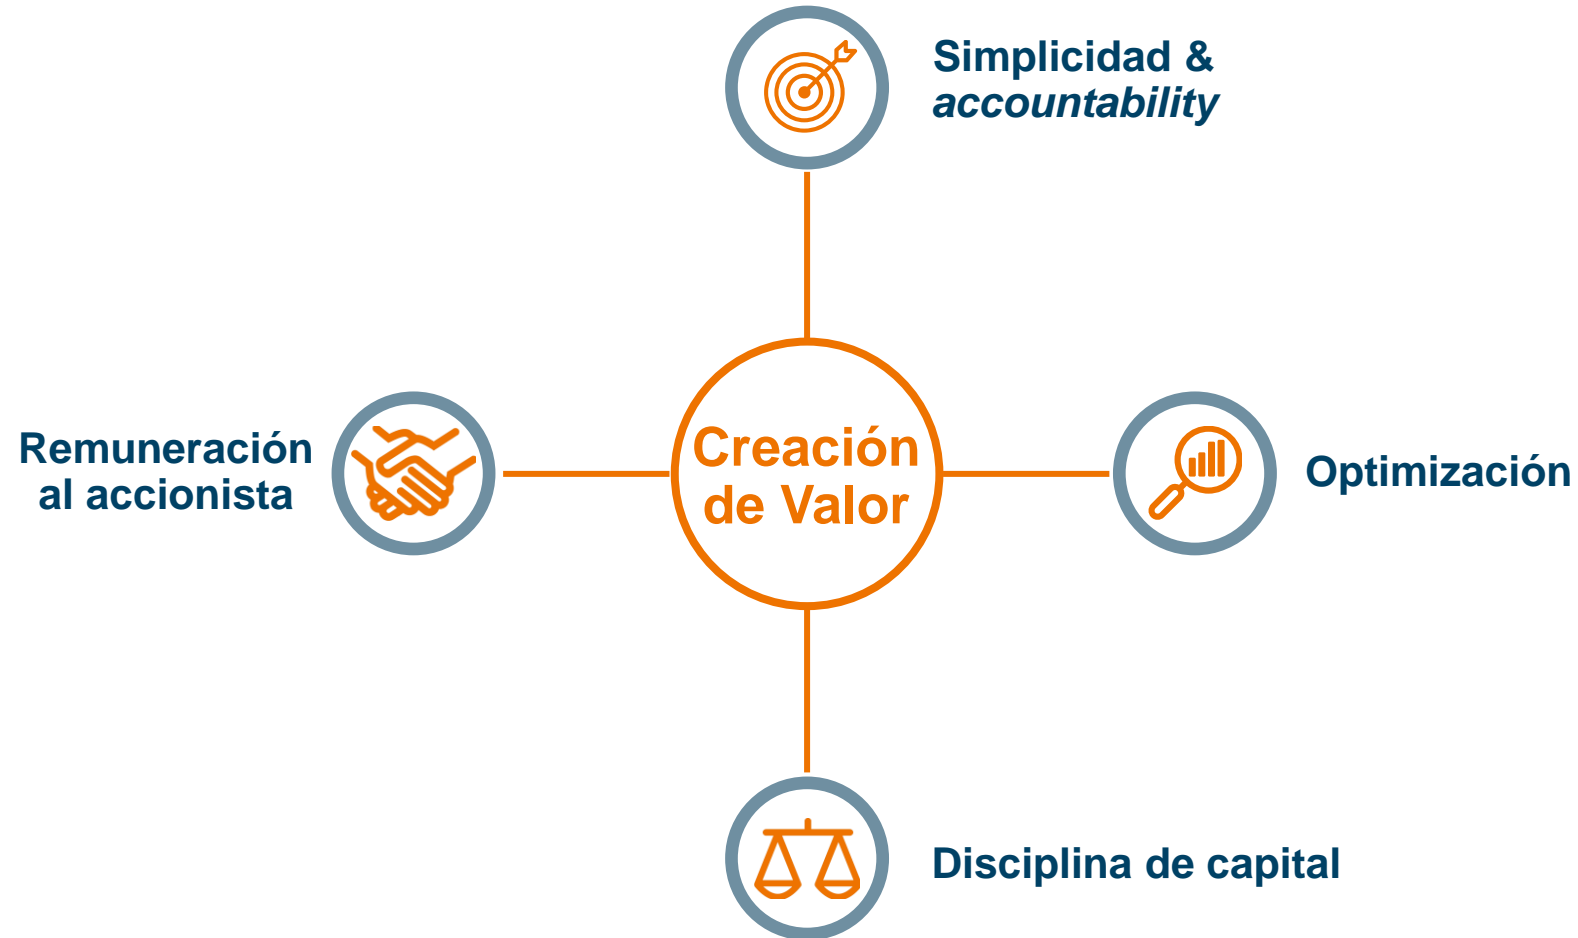 Simplicidad &
accountability
Remuneración
al accionista
Creación
de Valor
Optimización
Disciplina de capital